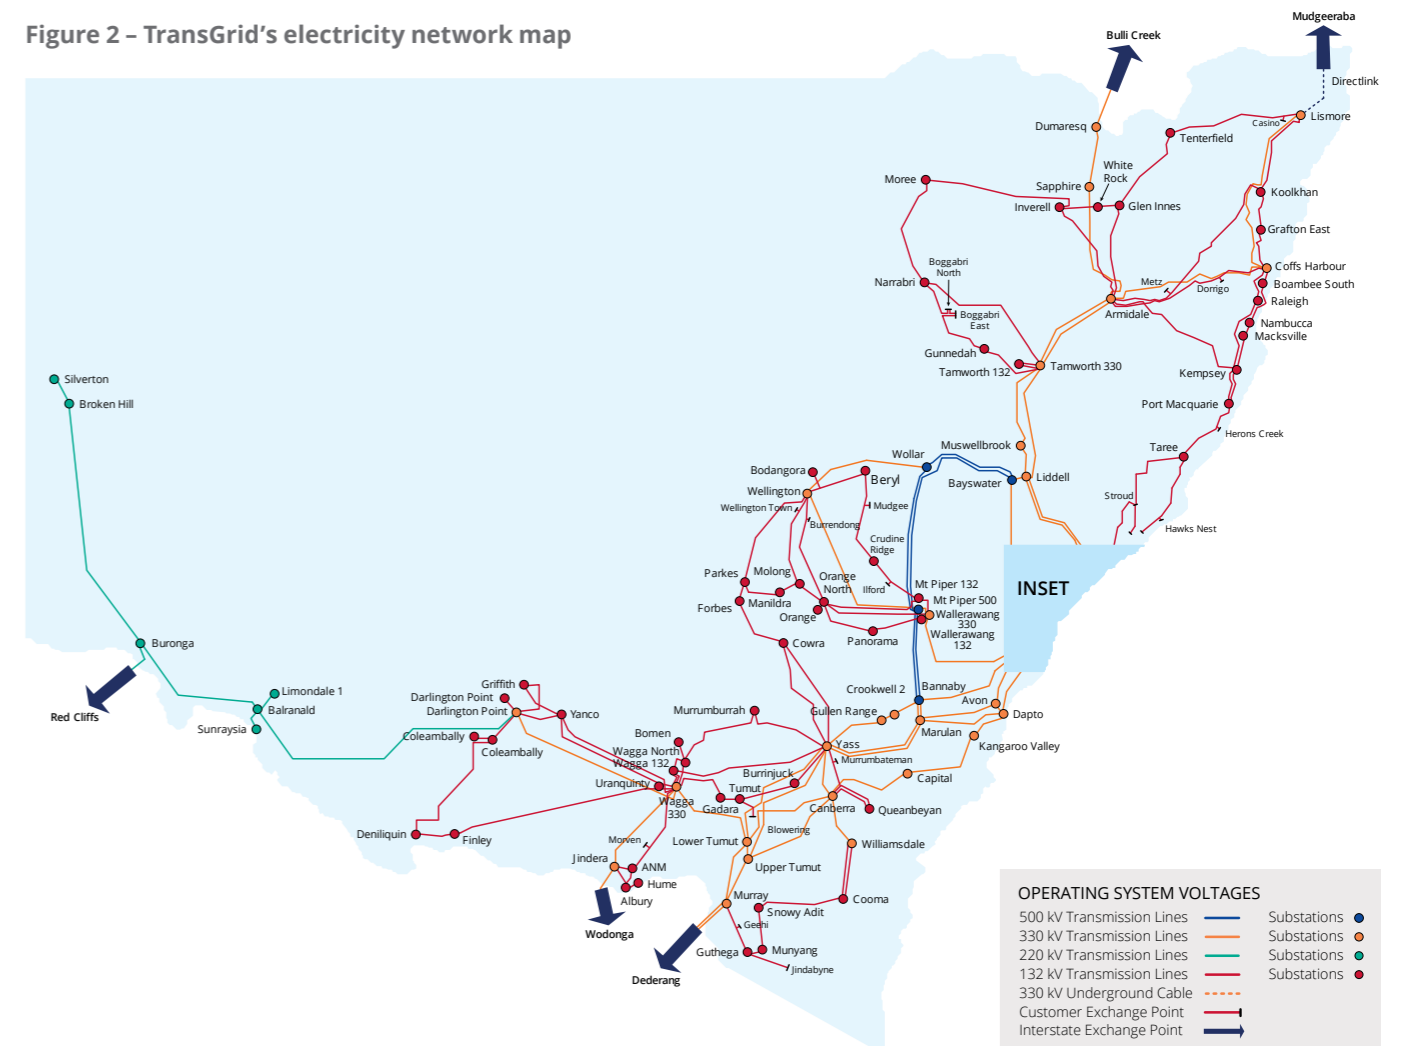 Figure 2 – TransGrid’s electricity network map
Mudgeeraba
Bulli Creek
Directlink
Lismore
Casino
Dumaresq
Tenterfield
White
Rock
Moree
Sapphire
Koolkhan
Inverell
Glen Innes
Grafton East
Boggabri
North
Coffs Harbour
Narrabri
Metz
Dorrigo
Boambee South
Raleigh
Boggabri
East
Armidale
Nambucca
Macksville
Gunnedah
Tamworth 132
Tamworth 330
Kempsey
Silverton
Broken Hill
Port Macquarie
Herons Creek
Muswellbrook
Taree
Wollar
Bodangora
Beryl
Bayswater
Liddell
Wellington
Stroud
Wellington Town
Mudgee
Burrendong
Hawks Nest
Crudine
Ridge
Parkes
Molong
Orange
North
Ilford
Mt Piper 132
INSET
Forbes
Manildra
Mt Piper 500
Orange
Wallerawang
330
Panorama
Wallerawang
132
Buronga
Cowra
Red Cliffs
Limondale 1
Balranald
Sunraysia
Griffith
Darlington Point
Darlington Point
Yanco
Crookwell 2
Bannaby
Avon
Murrumburrah
Gullen Range
Dapto
Coleambally
Coleambally
Bomen
Wagga North
Wagga 132
Yass
Marulan
Kangaroo Valley
Murrumbateman
Uranquinty
Burrinjuck
Capital
Wagga
330
Gadara
Tumut
Canberra
Queanbeyan
Deniliquin
Finley
Blowering
Morven
Lower Tumut
Williamsdale
Jindera
ANM
Upper Tumut
Hume
Albury
Murray
Cooma
Snowy Adit
Wodonga
Geehi
Guthega
Munyang
Jindabyne
Dederang
OPERATING SYSTEM VOLTAGES
500 kV Transmission Lines Substations
330 kV Transmission Lines Substations
220 kV Transmission Lines Substations
132 kV Transmission Lines Substations
330 kV Underground Cable
Customer Exchange Point
Interstate Exchange Point